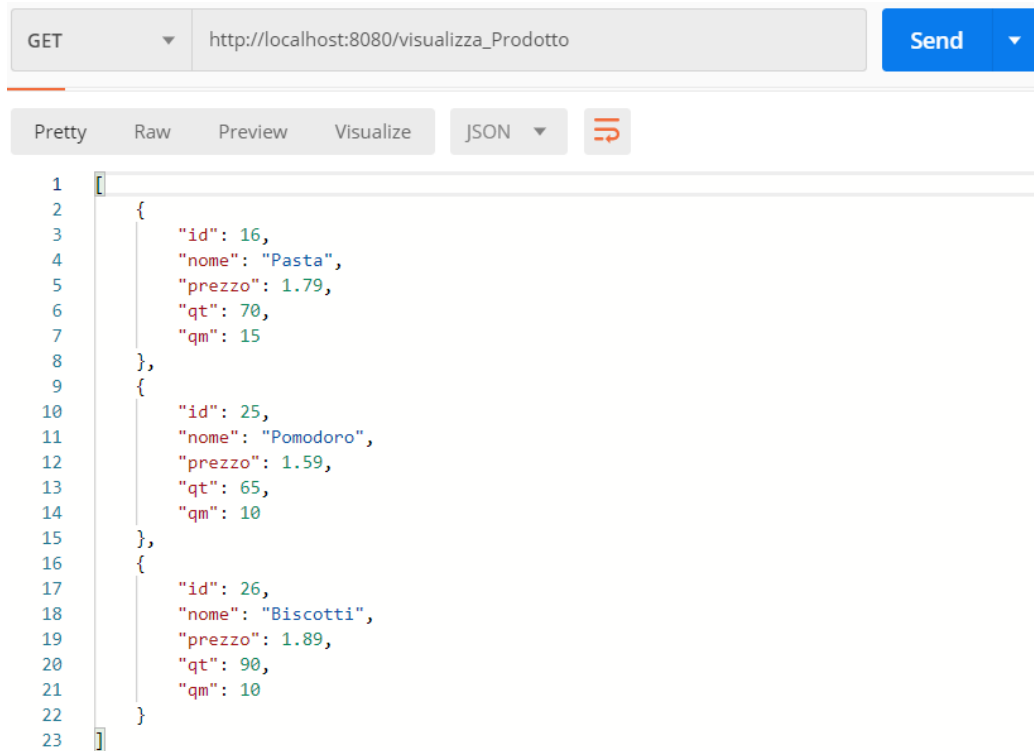 GET http://localhost:8080/visualizza_Prodotto Send
Pretty Raw Preview Visualize JSON
1 [
2 {
3 "id": 16,
4 "nome": "Pasta",
5 "prezzo": 1.79,
6 "qt": 70,
7 "qm": 15
8 },
9 {
10 "id": 25,
11 "nome": "Pomodoro",
12 "prezzo": 1.59,
13 "qt": 65,
14 "qm": 10
15 },
16 {
17 "id": 26,
18 "nome": "Biscotti",
19 "prezzo": 1.89,
20 "qt": 90,
21 "qm": 10
22 }
23 ]